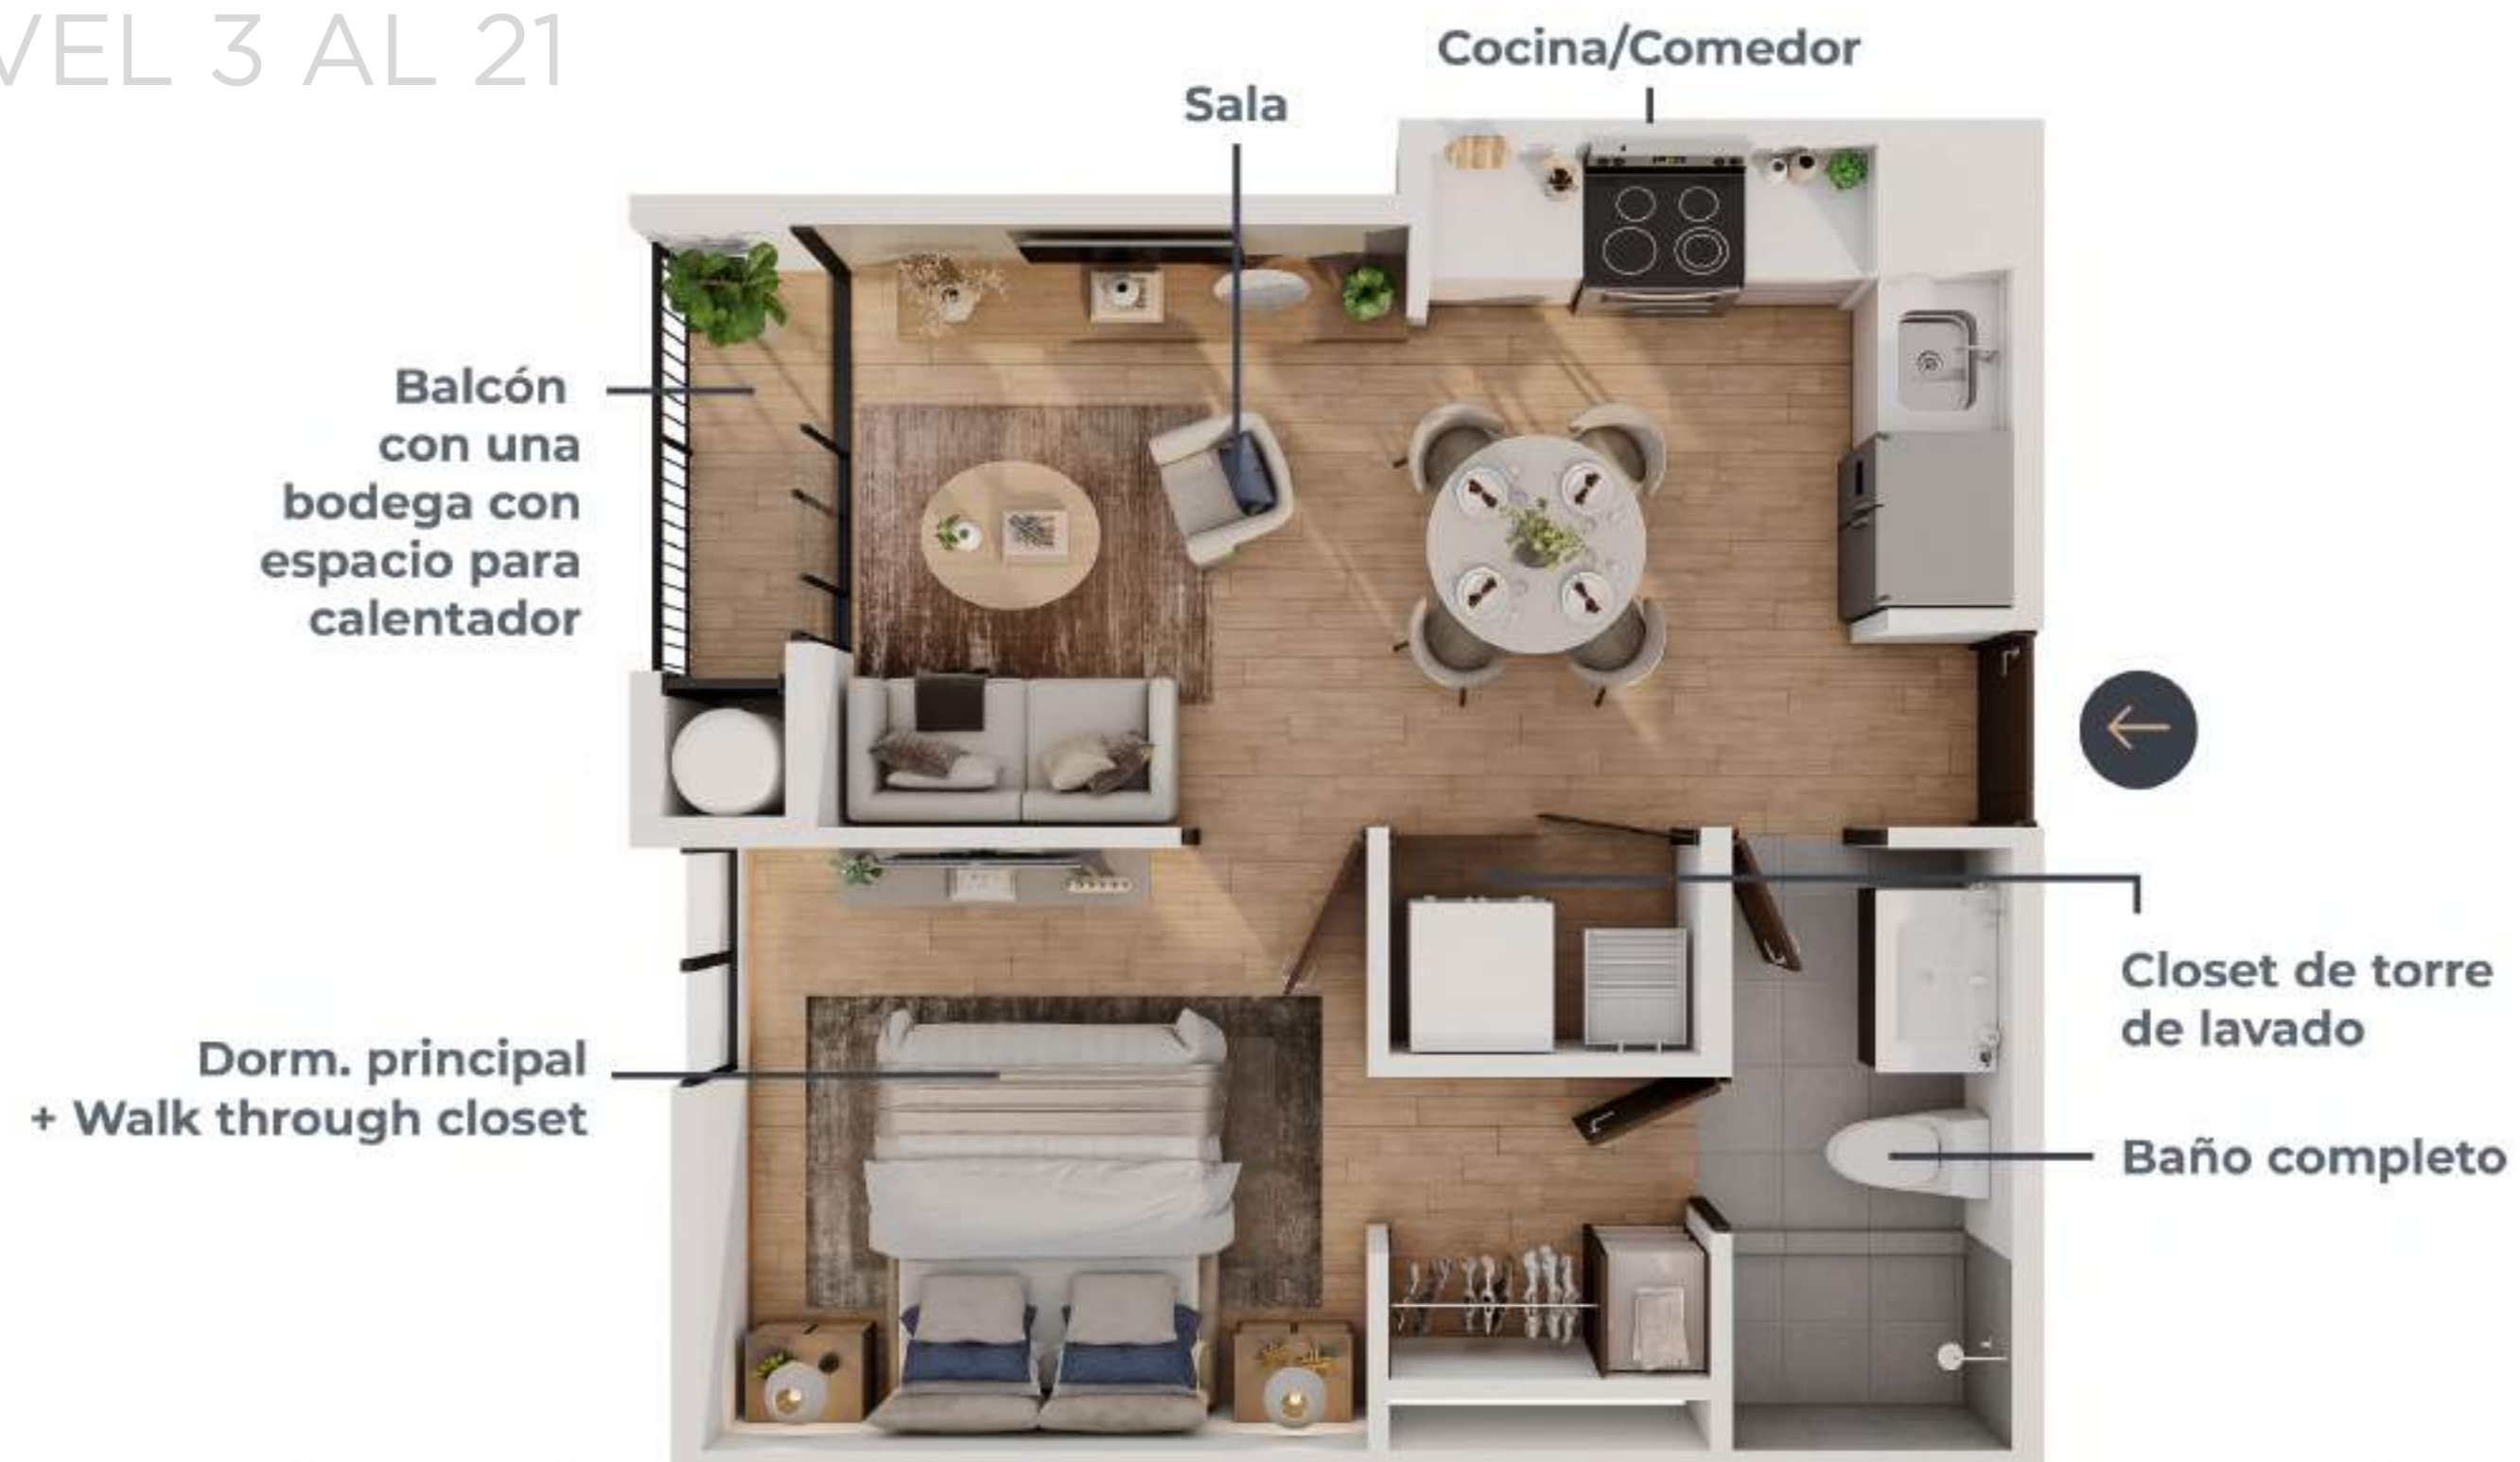 VEL 3 AL 21
Cocina/Comedor
Sala
Balcón
con una
bodega con
espacio para
calentador
Closet de torre
de lavado
Dorm. principal
+ Walk through closet
Baño completo